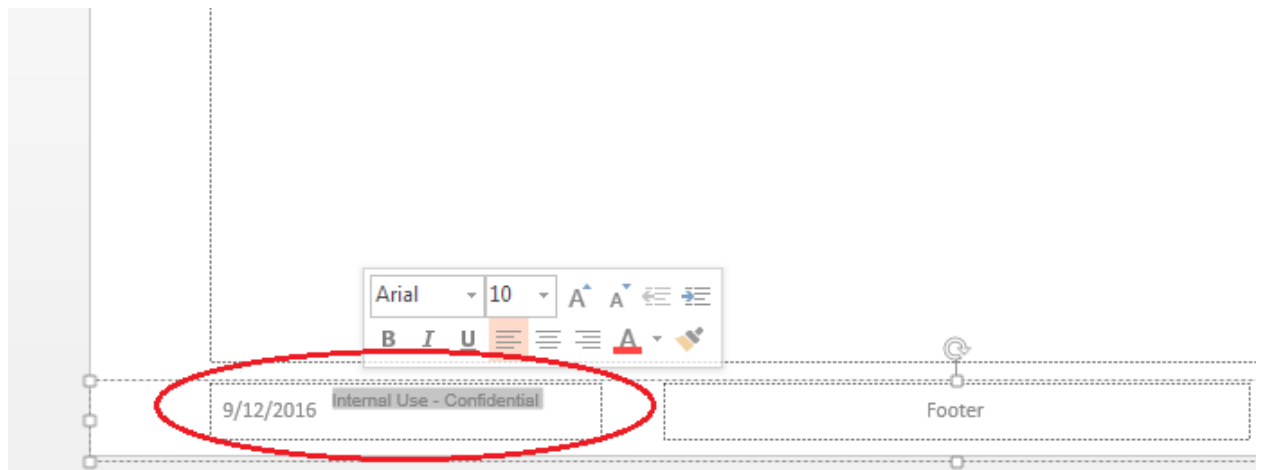 Arial 10 A A
B I U A
9/12/2016 Internal Use - Confidential Footer